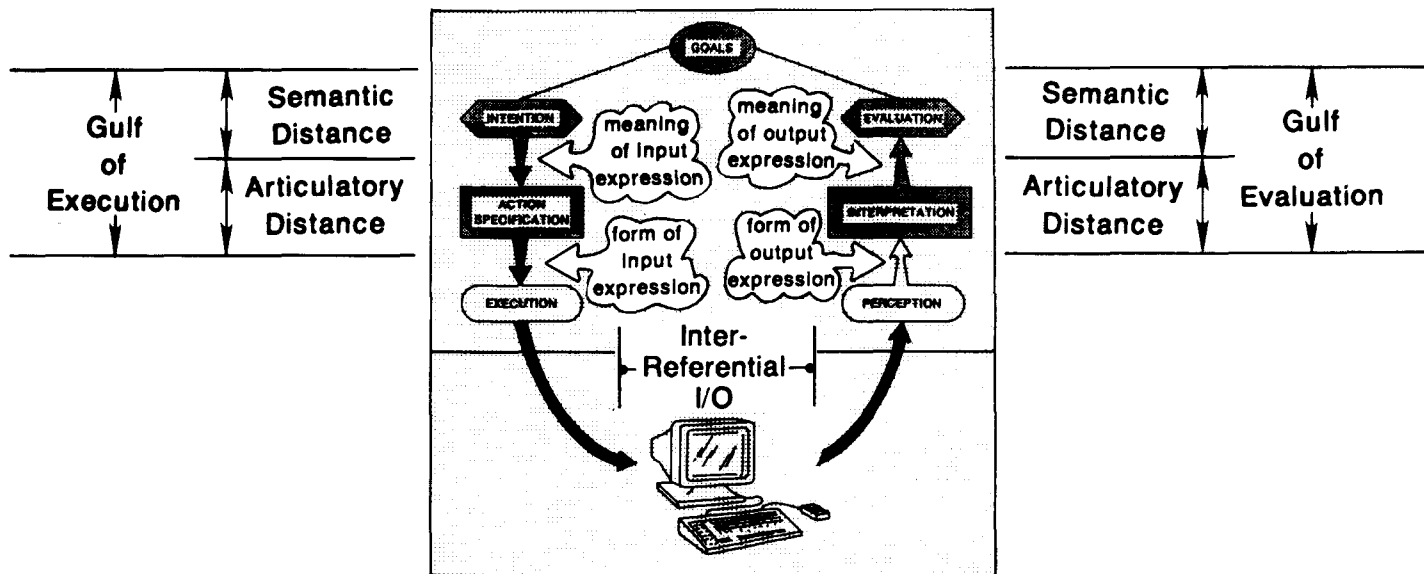 GOALS
Gulf
of
Execution
Semantic
Distance
Articulatory
Distance
INTENTION
meaning
of input
expression
ACTION
SPECIFICATION
form of
input
expression
EXECUTION
meaning
of output
expression
EVALUATION
INTERPRETATION
form of
output
expression
PERCEPTION
Semantic
Distance
Articulatory
Distance
Gulf
of
Evaluation
Inter-
Referential
I/O